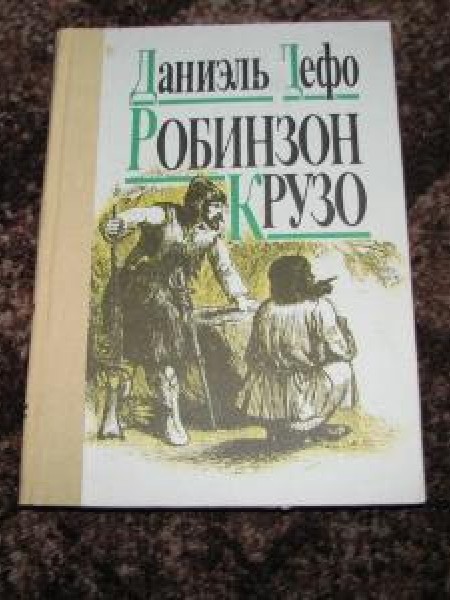 Даниэль Дефо
Робинзон
Крузо